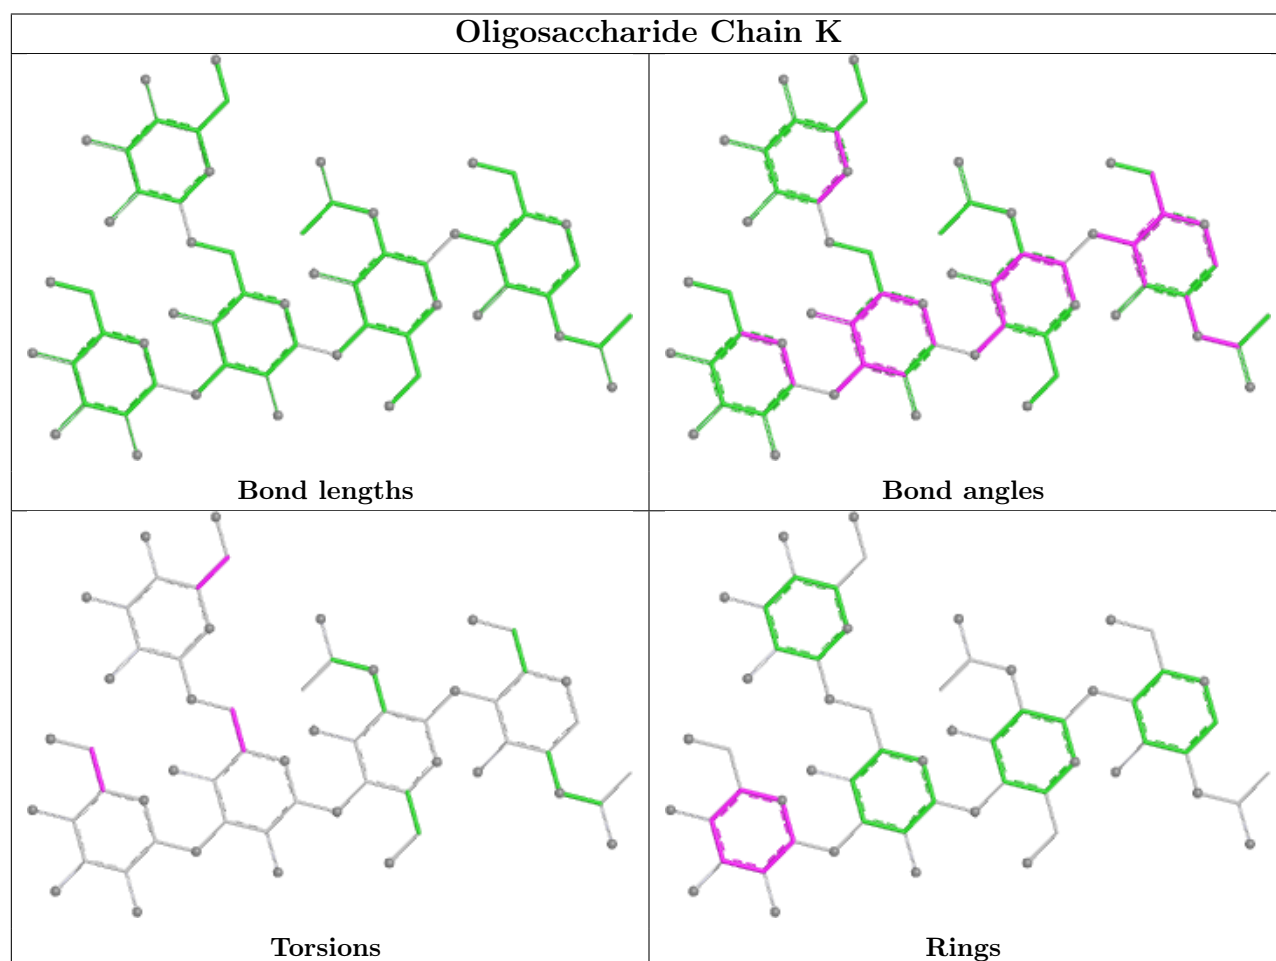 Oligosaccharide Chain K
Bond lengths
Bond angles
Torsions
Rings